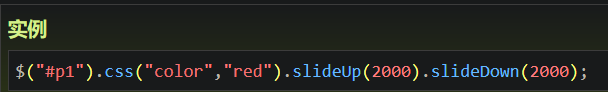 实例
$("#p1").css("color","red").slideUp(2000).slideDown(2000);